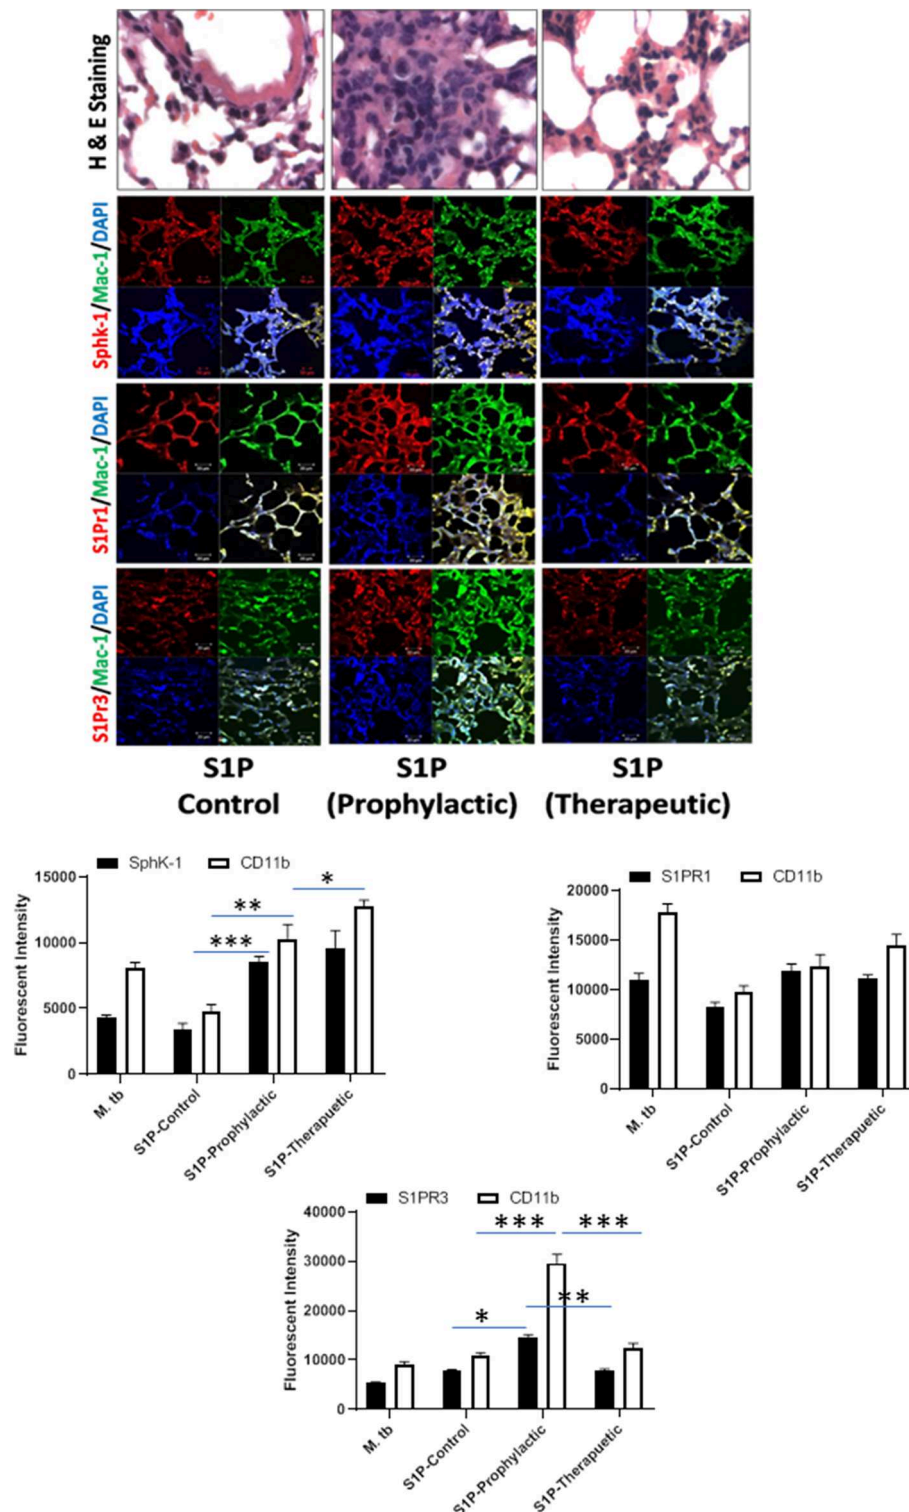 H & E Staining
Sphk-1/Mac-1/DAPI
S1Pr1/Mac-1/DAPI
S1Pr3/Mac-1/DAPI
S1P
Control
S1P
(Prophylactic)
S1P
(Therapeutic)
SphK-1 CD11b
Fluorescent Intensity
15000
10000
5000
0
***
**
*
M. tb
S1P-Control
S1P-Prophylactic
S1P-Therapuetic
S1PR1 CD11b
Fluorescent Intensity
20000
15000
10000
5000
0
M. tb
S1P-Control
S1P-Prophylactic
S1P-Therapuetic
S1PR3 CD11b
Fluorescent Intensity
40000
30000
20000
10000
0
*** ***
**
*
M. tb
S1P-Control
S1P-Prophylactic
S1P-Therapuetic